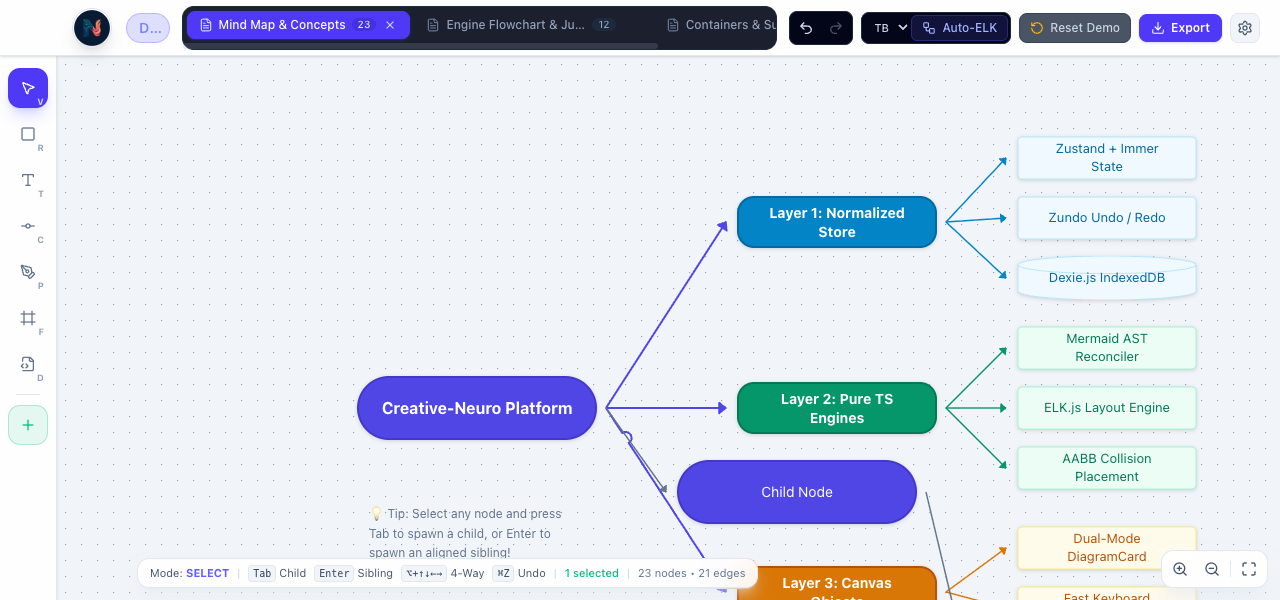 D...
Mind Map & Concepts 23
Engine Flowchart & Ju... 12
Containers & Su
TB
Auto-ELK
Reset Demo
Export
V
R
T
C
P
F
D
Zustand + Immer
State
Layer 1: Normalized
Store
Zundo Undo / Redo
Dexie.js IndexedDB
Mermaid AST
Reconciler
Creative-Neuro Platform
Layer 2: Pure TS
Engines
ELK.js Layout Engine
AABB Collision
Placement
Child Node
💡 Tip: Select any node and press
Tab to spawn a child, or Enter to
spawn an aligned sibling!
Dual-Mode
DiagramCard
Mode: SELECT | Tab Child Enter Sibling ⌥+↑↓←→ 4-Way ⌘Z Undo | 1 selected | 23 nodes • 21 edges
Layer 3: Canvas
Objects
Fast Keyboard